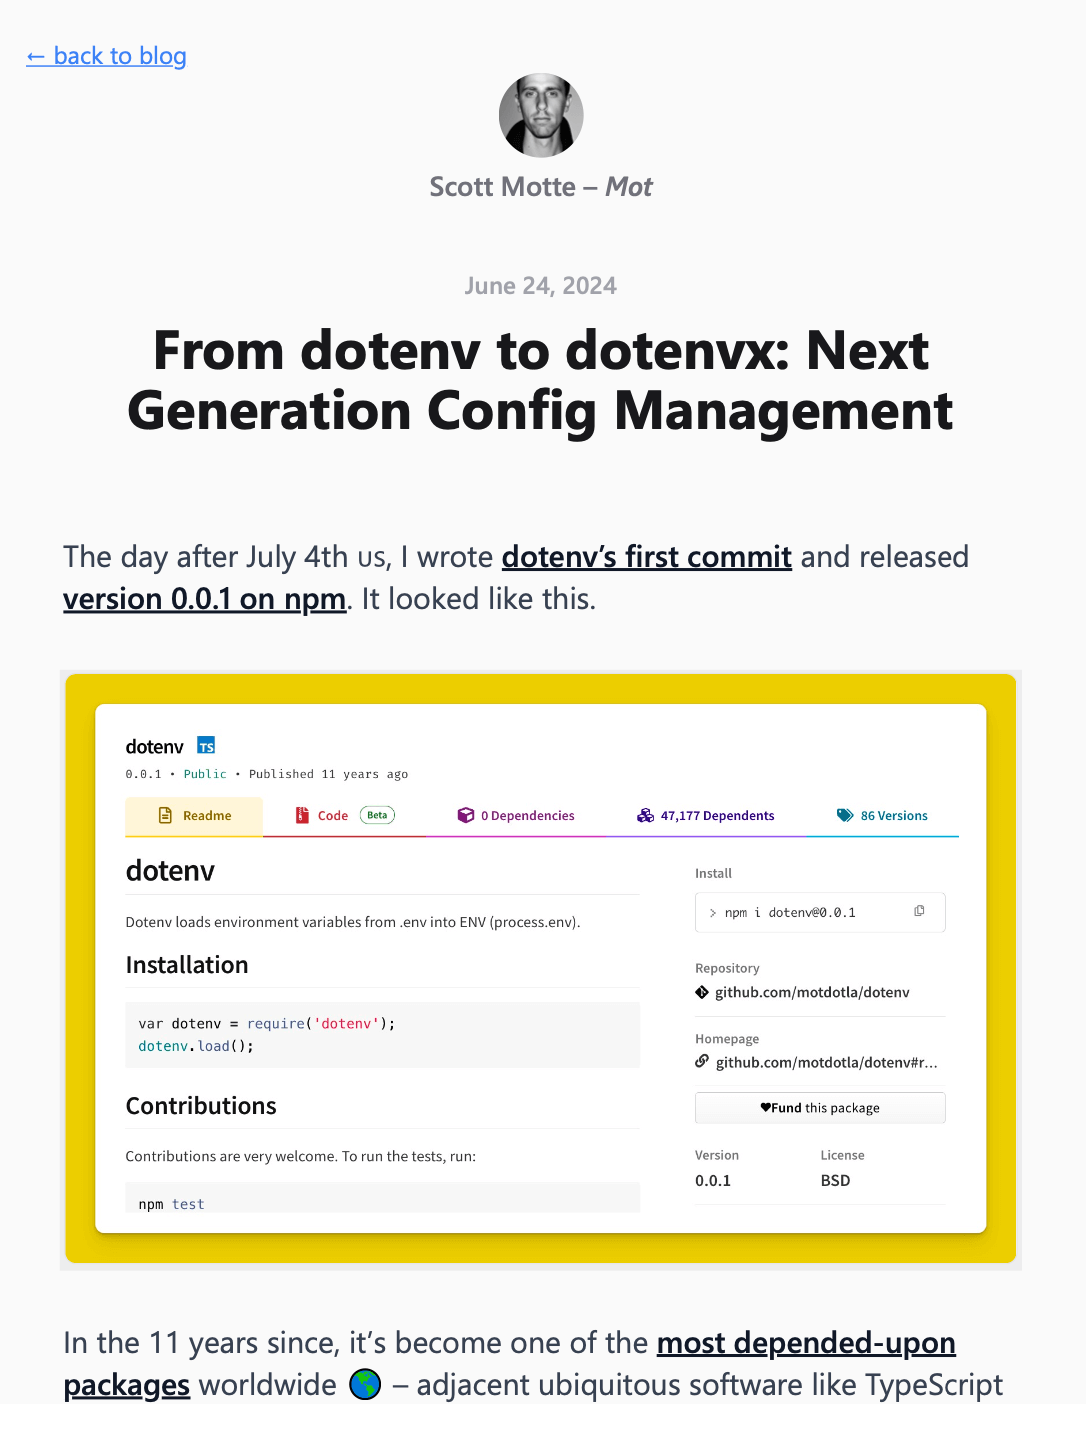 ← back to blog
Scott Motte – Mot
June 24, 2024
From dotenv to dotenvx: Next
Generation Config Management
The day after July 4th US, I wrote dotenv’s first commit and released
version 0.0.1 on npm. It looked like this.
dotenv TS
0.0.1 • Public • Published 11 years ago
Readme Code Beta 0 Dependencies 47,177 Dependents 86 Versions
dotenv
Dotenv loads environment variables from .env into ENV (process.env).
Installation
var dotenv = require('dotenv');
dotenv.load();
Contributions
Contributions are very welcome. To run the tests, run:
npm test
Install
> npm i dotenv@0.0.1
Repository
github.com/motdotla/dotenv
Homepage
github.com/motdotla/dotenv#r...
♥Fund this package
Version License
0.0.1 BSD
In the 11 years since, it’s become one of the most depended-upon
packages worldwide 🌎 – adjacent ubiquitous software like TypeScript